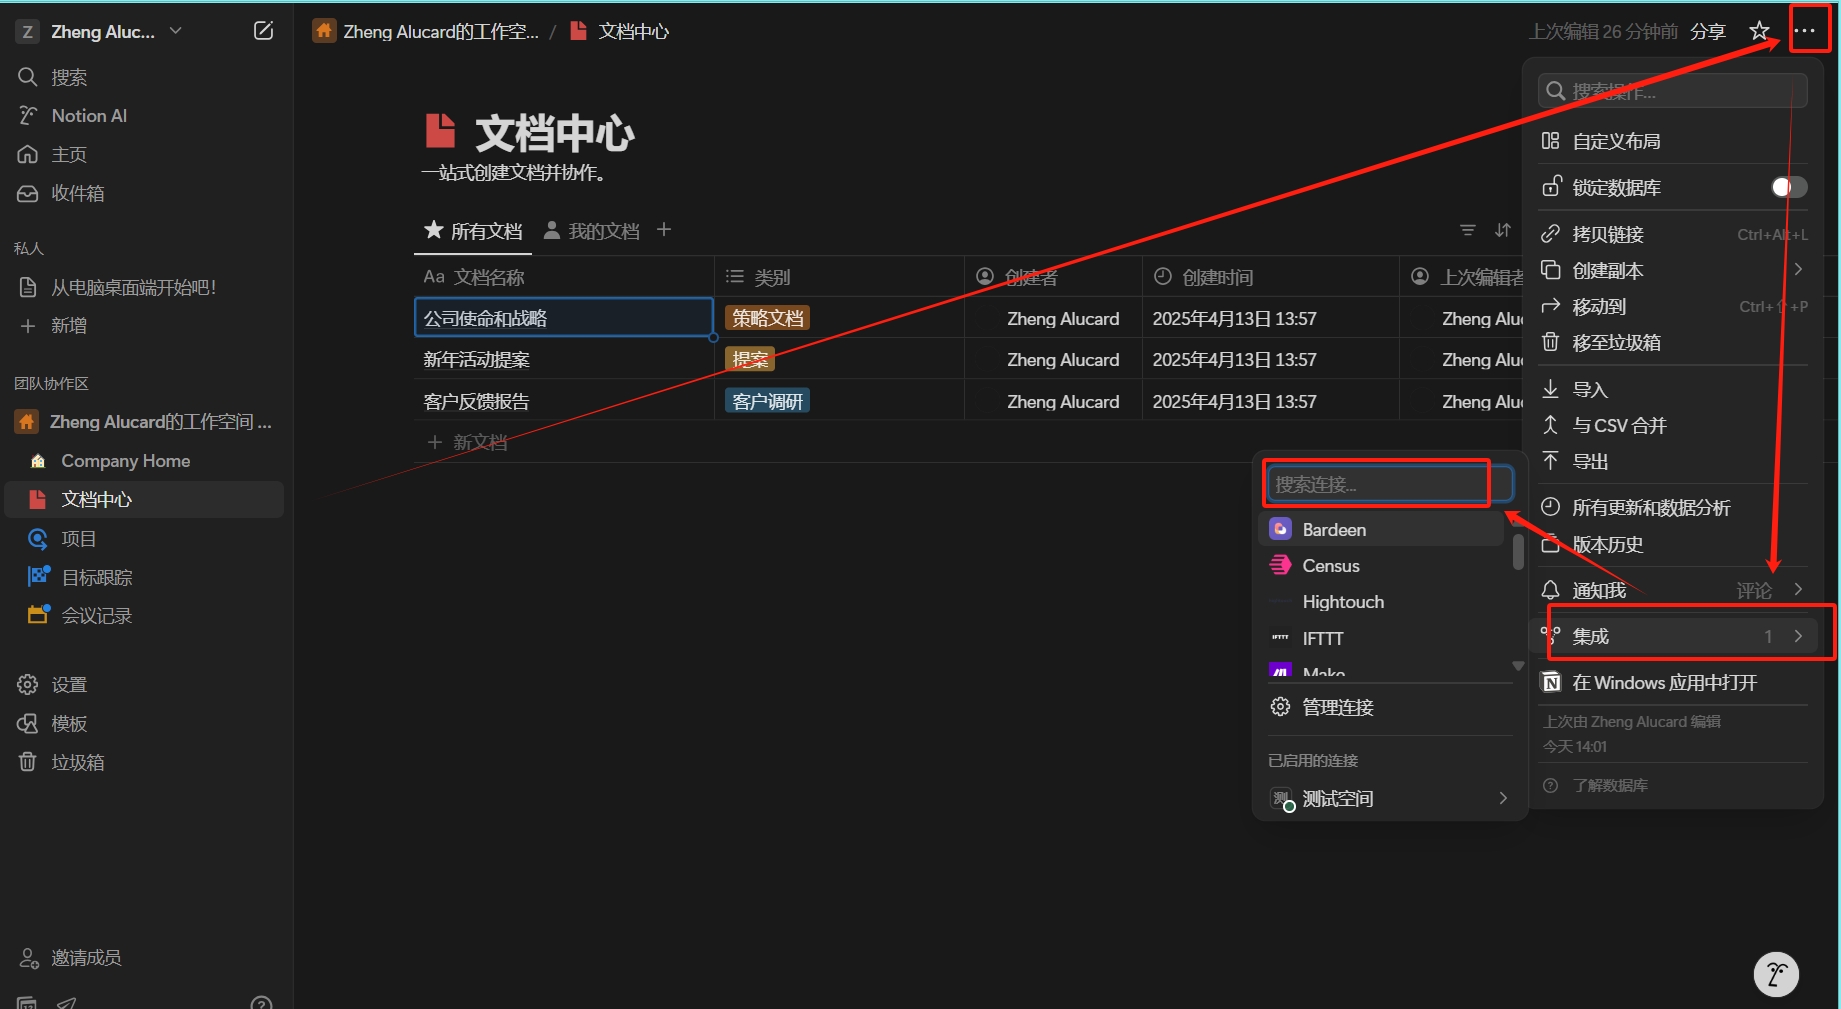 Z Zheng Aluc...
搜索
Notion AI
主页
收件箱
私人
从电脑桌面端开始吧!
新增
团队协作区
Zheng Alucard的工作空间 ...
Company Home
文档中心
项目
目标跟踪
会议记录
设置
模板
垃圾箱
邀请成员
Zheng Alucard的工作空... / 文档中心
上次编辑 26 分钟前 分享
文档中心
一站式创建文档并协作。
所有文档 我的文档
Aa 文档名称 类别 创建者 创建时间 上次编辑者
公司使命和战略 策略文档 Zheng Alucard 2025年4月13日 13:57 Zheng Alu
新年活动提案 提案 Zheng Alucard 2025年4月13日 13:57 Zheng Alu
客户反馈报告 客户调研 Zheng Alucard 2025年4月13日 13:57 Zheng Alu
新文档
搜索连接...
Bardeen
Census
Hightouch
IFTTT IFTTT
Make
管理连接
已启用的连接
测 测试空间
搜索操作...
自定义布局
锁定数据库
拷贝链接 Ctrl+Alt+L
创建副本
移动到 Ctrl+⇧+P
移至垃圾箱
导入
与 CSV 合并
导出
所有更新和数据分析
版本历史
通知我 评论
集成 1
在 Windows 应用中打开
上次由 Zheng Alucard 编辑
今天 14:01
了解数据库